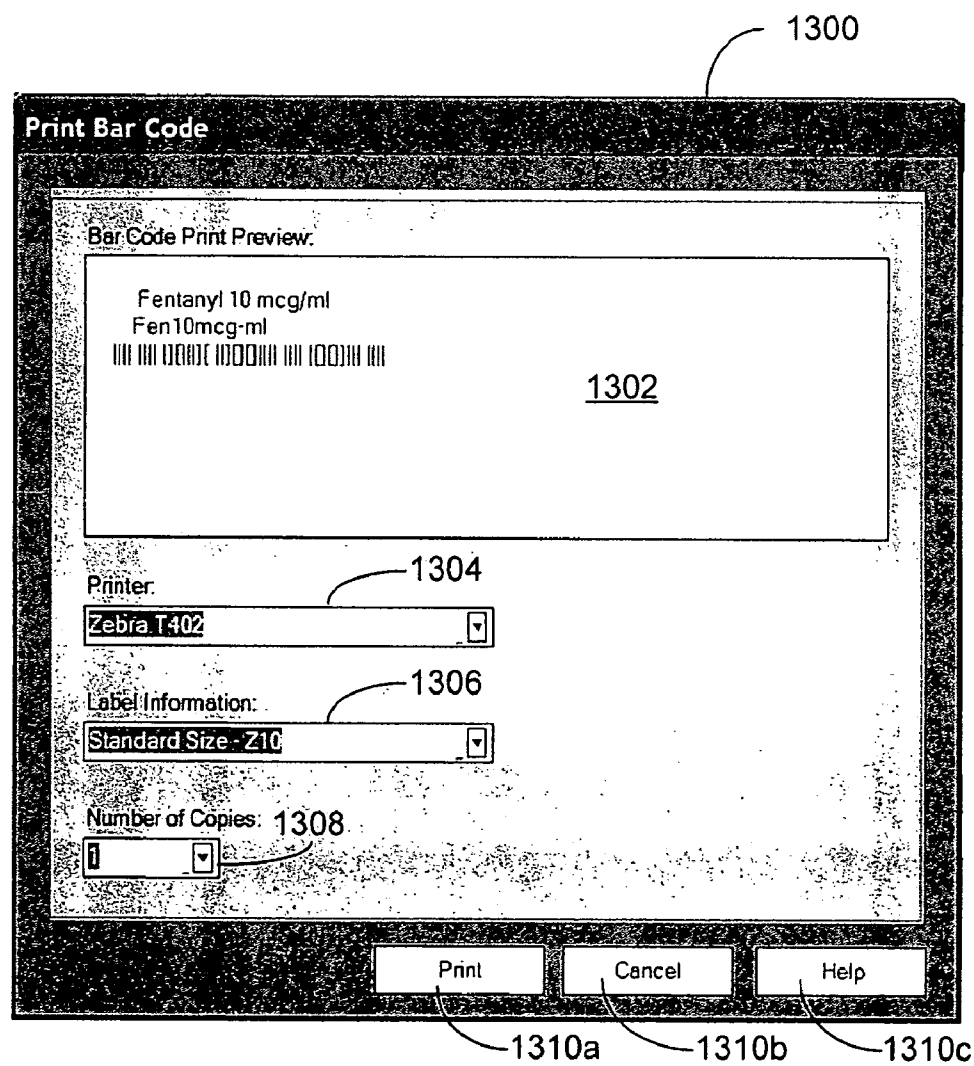 1300
Print Bar Code
Bar Code Print Preview:
Fentanyl 10 mcg/ml
Fen10mcg-ml
1302
1304
Printer:
Zebra T402
1306
Label Information:
Standard Size - Z10
Number of Copies: 1308
1
Print Cancel Help
1310a 1310b 1310c